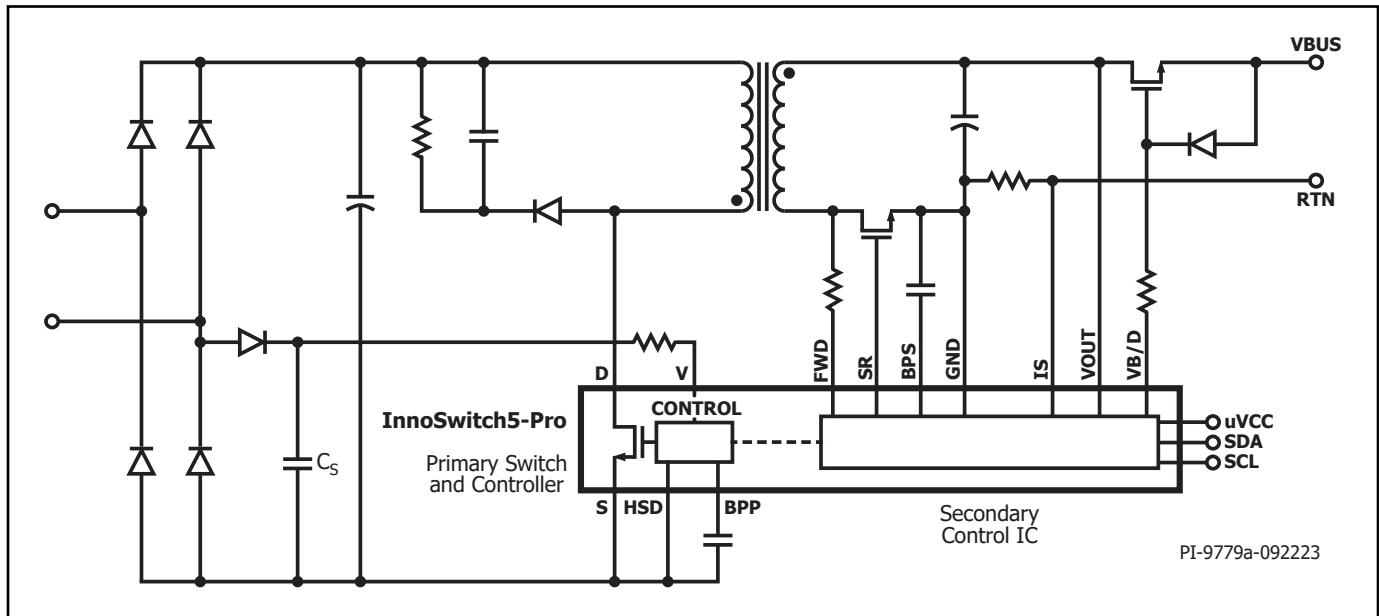 VBUS
RTN
FWD
SR
BPS
GND
IS
VOUT
VB/D
D
V
InnoSwitch5-Pro
CONTROL
uVCC
SDA
SCL
Primary Switch
and Controller
CS
S
HSD
BPP
Secondary
Control IC
PI-9779a-092223